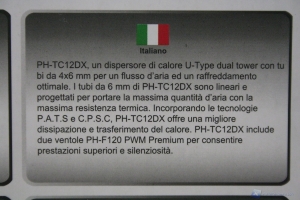 Italiano
PH-TC12DX, un dispersore di calore U-Type dual tower con tu
bi da 4x6 mm per un flusso d'aria ed un raffreddamento
ottimale. I tubi da 6 mm di PH-TC12DX sono lineari e
progettati per portare la massima quantità d'aria con la
massima resistenza termica. Incorporando le tecnologie
P.A.T.S e C.P.S.C, PH-TC12DX offre una migliore
dissipazione e trasferimento del calore. PH-TC12DX include
due ventole PH-F120 PWM Premium per consentire
prestazioni superiori e silenziosità.